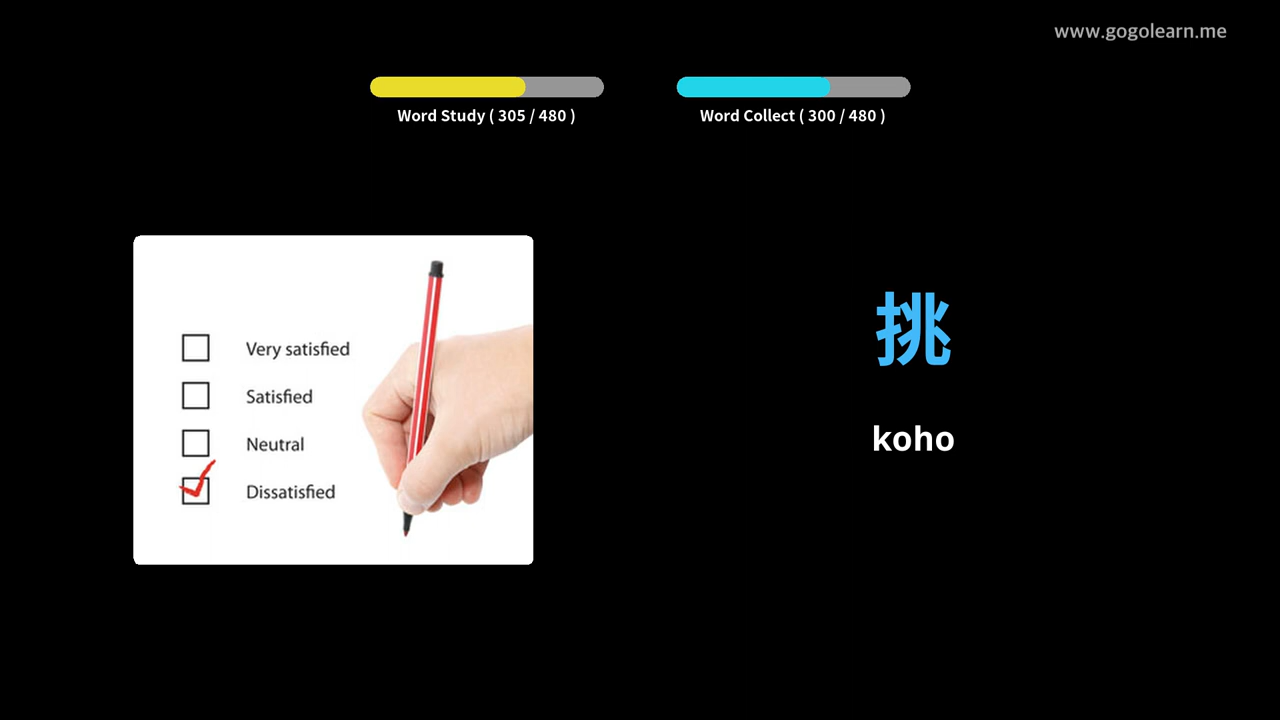 www.gogolearn.me
Word Study ( 305 / 480 )
Word Collect ( 300 / 480 )
Very satisfied
Satisfied
Neutral
Dissatisfied
挑
koho